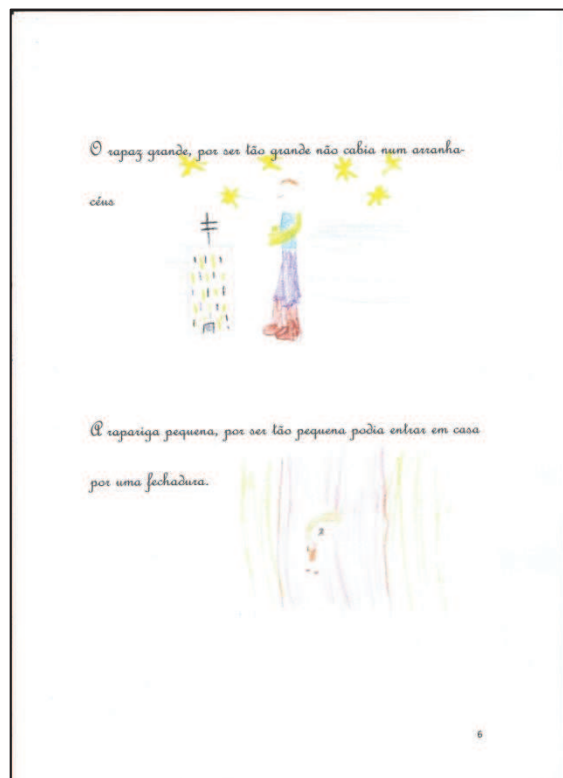 O rapaz grande, por ser tão grande não cabia num arranha-
céus
A rapariga pequena, por ser tão pequena podia entrar em casa
por uma fechadura.
6